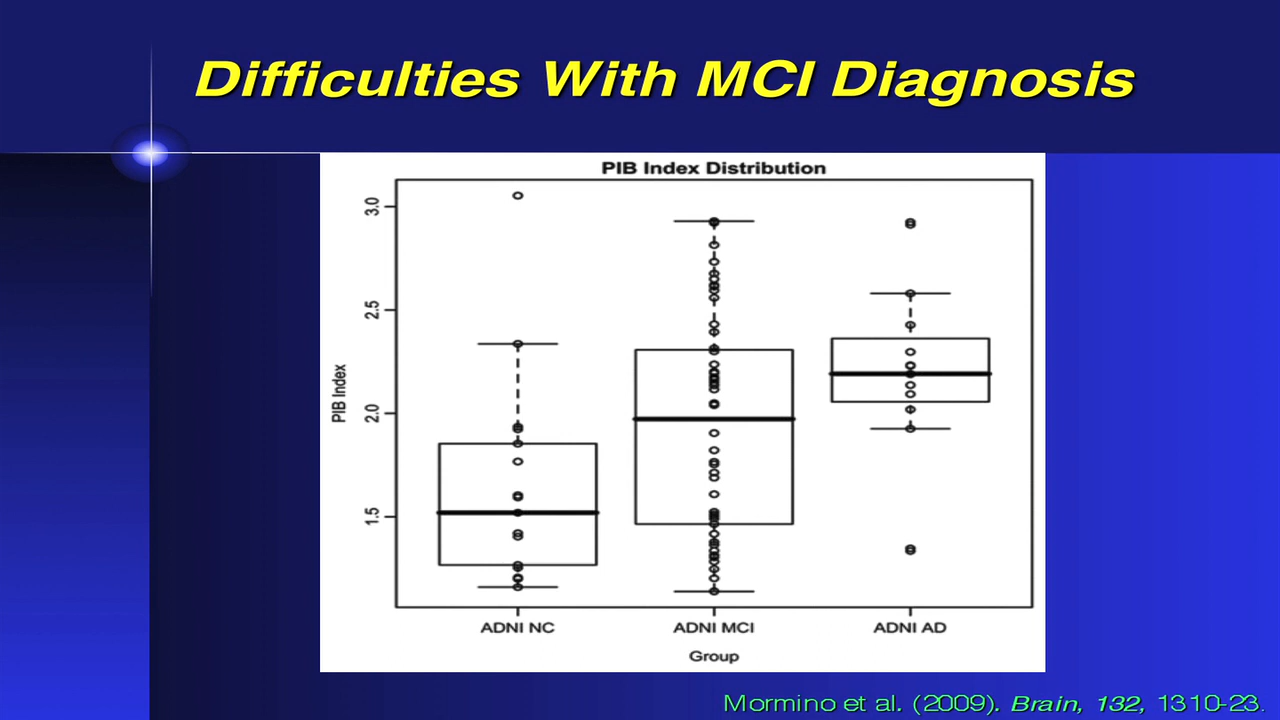 Difficulties With MCI Diagnosis
PIB Index Distribution
3.0
2.5
2.0
1.5
PIB Index
ADNI NC
ADNI MCI
ADNI AD
Group
Mormino et al. (2009). Brain, 132, 1310-23.